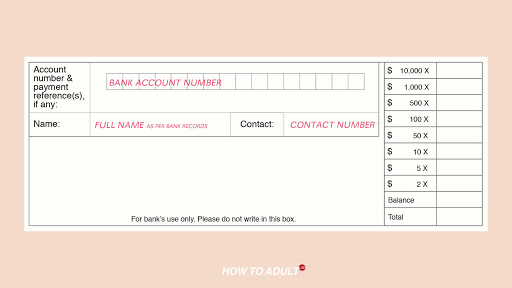 Account
number &
payment
reference(s),
if any:
BANK ACCOUNT NUMBER
Name:
FULL NAME AS PER BANK RECORDS
Contact:
CONTACT NUMBER
For bank's use only. Please do not write in this box.
$ 10,000 X
$ 1,000 X
$ 500 X
$ 100 X
$ 50 X
$ 10 X
$ 5 X
$ 2 X
Balance
Total
HOW TO ADULT